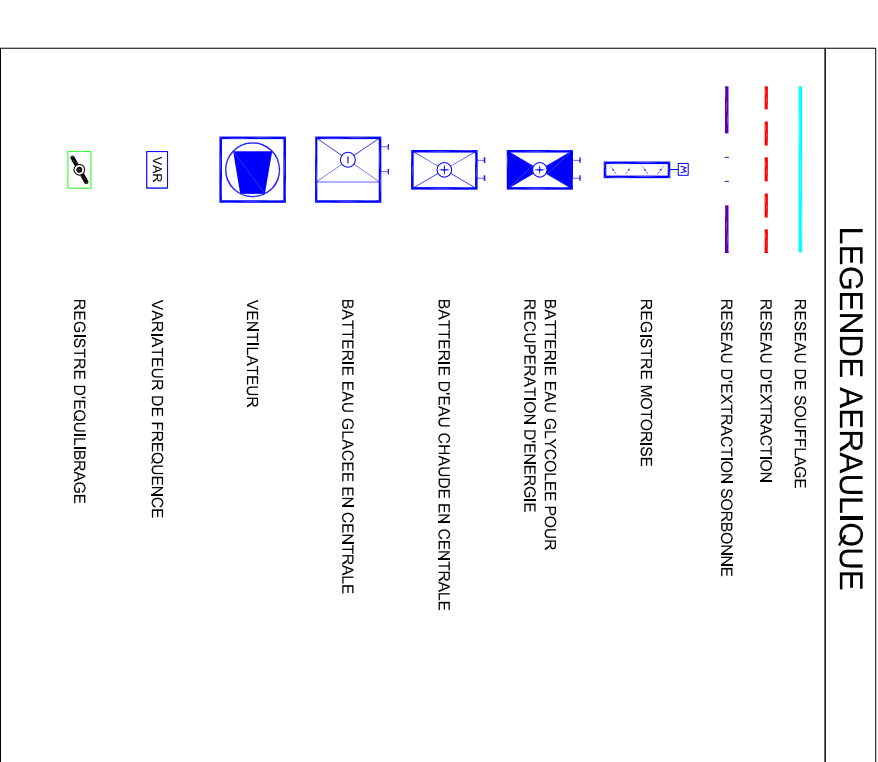 LEGENDE AERAULIQUE
RESEAU DE SOUFFLAGE
RESEAU D'EXTRACTION
RESEAU D'EXTRACTION SORBONNE
M
REGISTRE MOTORISE
BATTERIE EAU GLYCOLEE POUR
RECUPERATION D'ENERGIE
BATTERIE D'EAU CHAUDE EN CENTRALE
BATTERIE EAU GLACEE EN CENTRALE
VENTILATEUR
VAR
VARIATEUR DE FREQUENCE
REGISTRE D'EQUILIBRAGE